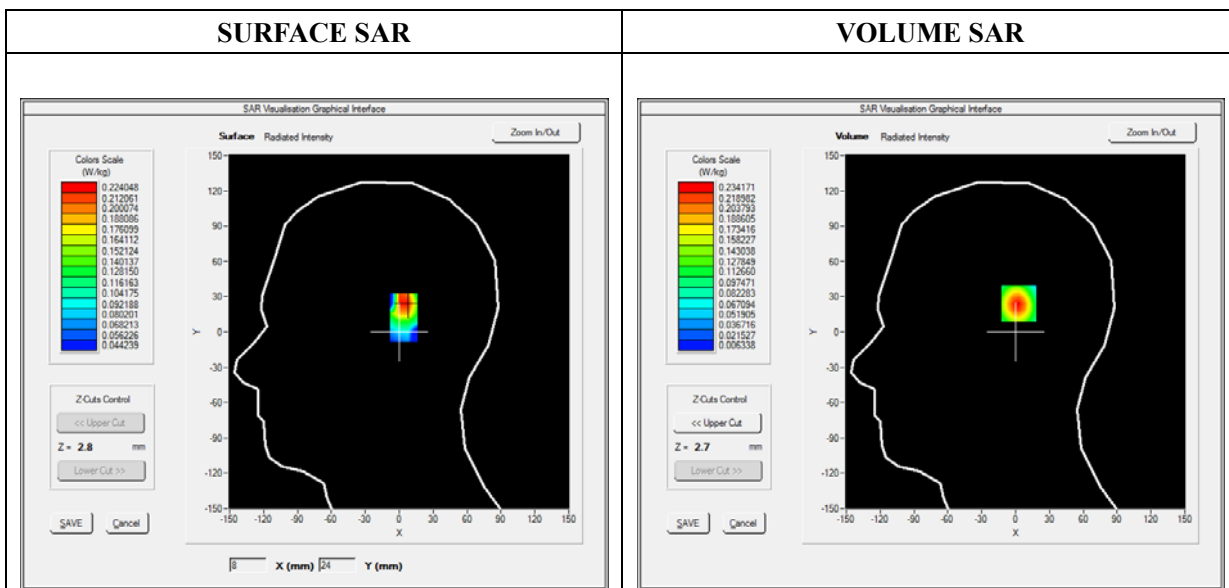 SURFACE SAR
VOLUME SAR
SAR Visualisation Graphical Interface
Surface Radiated Intensity
Zoom In/Out
Colors Scale
(W/kg)
0.224048
0.212061
0.200074
0.188086
0.176099
0.164112
0.152124
0.140137
0.128150
0.116163
0.104175
0.092188
0.080201
0.068213
0.056226
0.044239
150
120
90
60
30
0
-30
-60
-90
-120
-150
Y
-150 -120 -90 -60 -30 0 30 60 90 120 150
X
Z-Cuts Control
<< Upper Cut
Z = 2.8 mm
Lower Cut >>
SAVE Cancel
8 X (mm) 24 Y (mm)
SAR Visualisation Graphical Interface
Volume Radiated Intensity
Zoom In/Out
Colors Scale
(W/kg)
0.234171
0.218982
0.203793
0.188605
0.173416
0.158227
0.143038
0.127849
0.112660
0.097471
0.082283
0.067094
0.051905
0.036716
0.021527
0.006338
150
120
90
60
30
0
-30
-60
-90
-120
-150
Y
-150 -120 -90 -60 -30 0 30 60 90 120 150
X
Z-Cuts Control
<< Upper Cut
Z = 2.7 mm
Lower Cut >>
SAVE Cancel